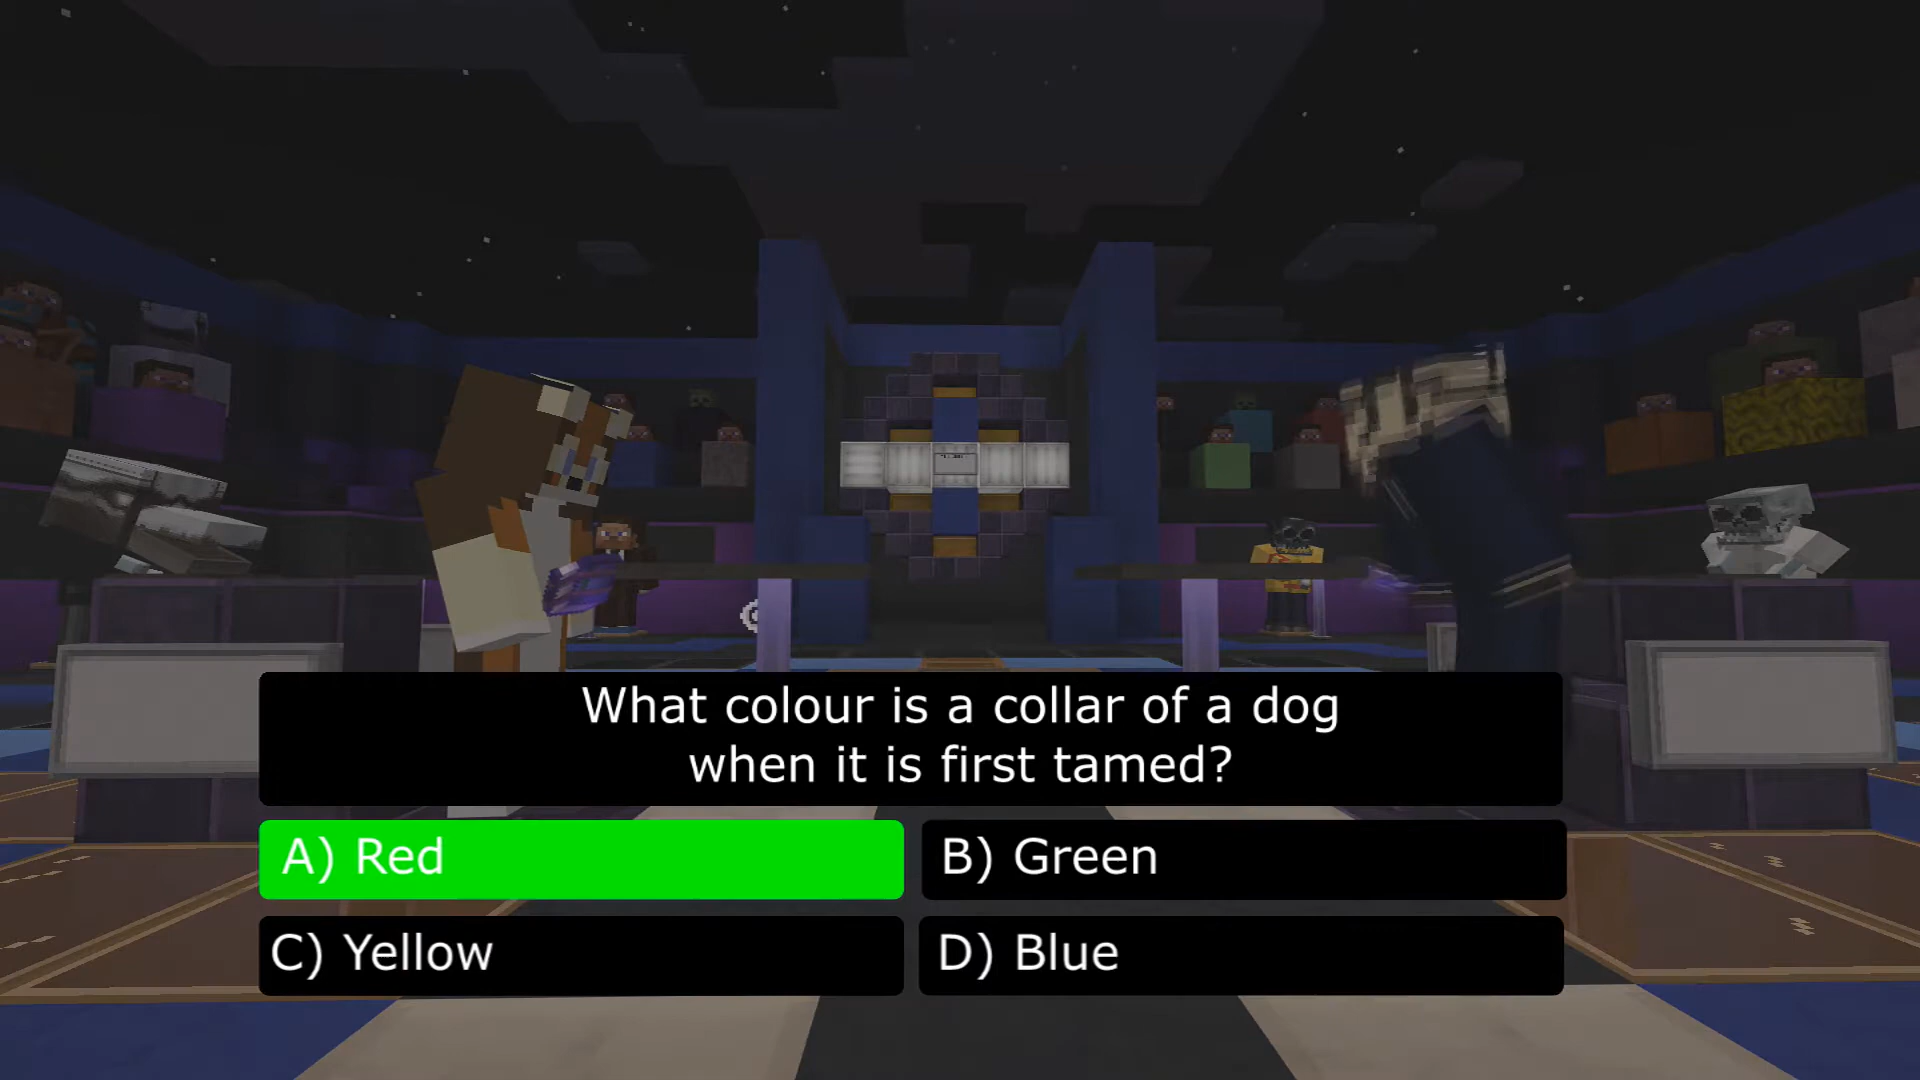 What colour is a collar of a dog
when it is first tamed?
A) Red
B) Green
C) Yellow
D) Blue